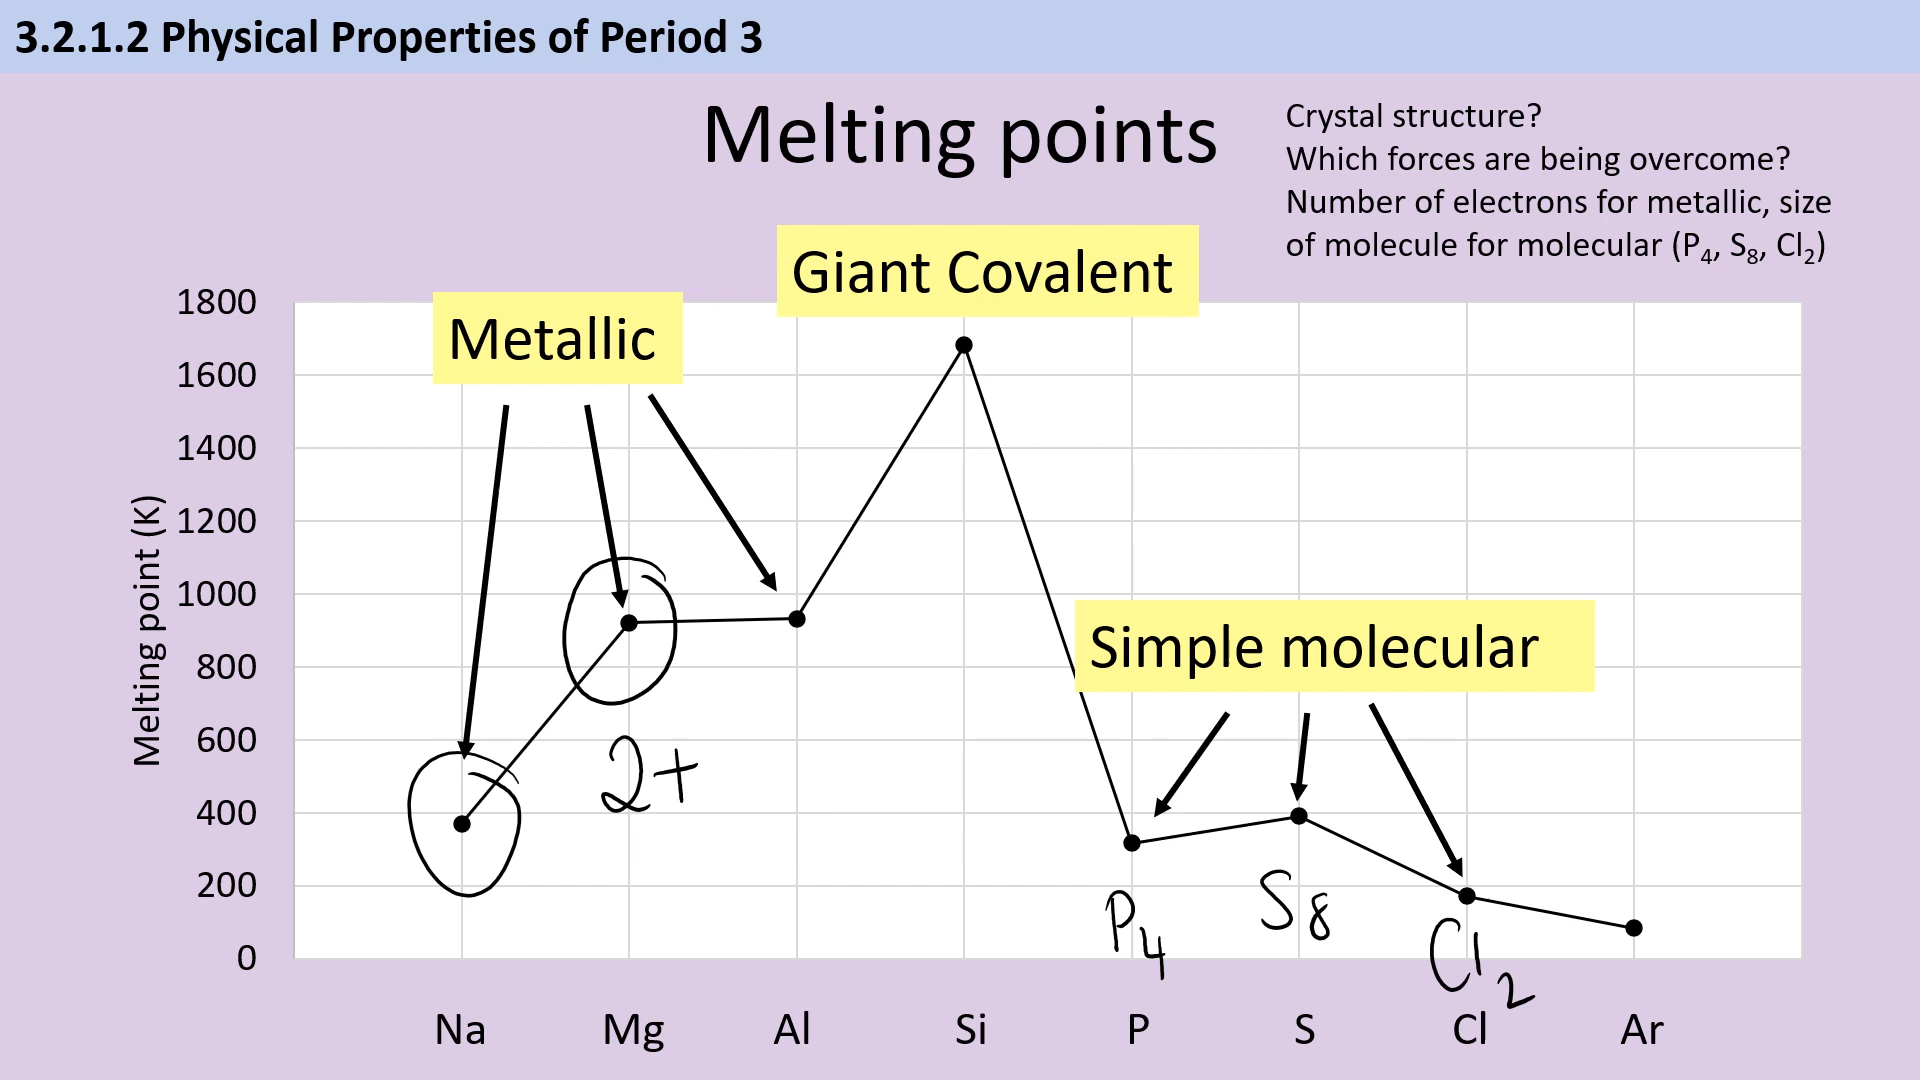 3.2.1.2 Physical Properties of Period 3
Melting points
Crystal structure?
Which forces are being overcome?
Number of electrons for metallic, size
of molecule for molecular (P₄, S₈, Cl₂)
Giant Covalent
Metallic
Simple molecular
Melting point (K)
1800
1600
1400
1200
1000
800
600
400
200
0
2+
P₄
S₈
Cl₂
Na Mg Al Si P S Cl Ar